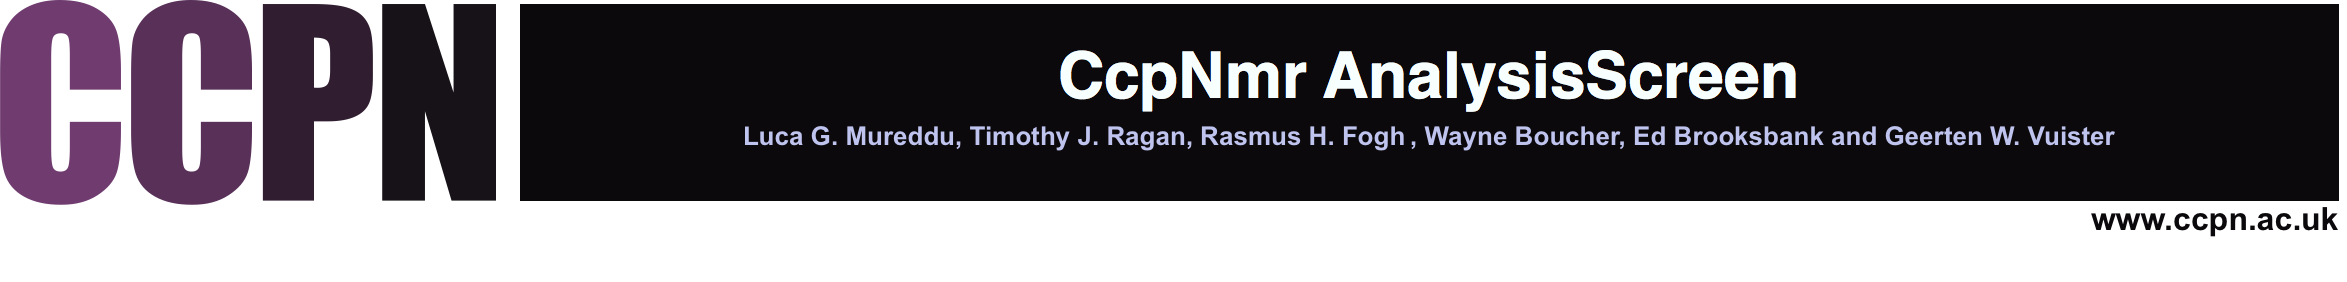 CCPN
CcpNmr AnalysisScreen
Luca G. Mureddu, Timothy J. Ragan, Rasmus H. Fogh , Wayne Boucher, Ed Brooksbank and Geerten W. Vuister
www.ccpn.ac.uk